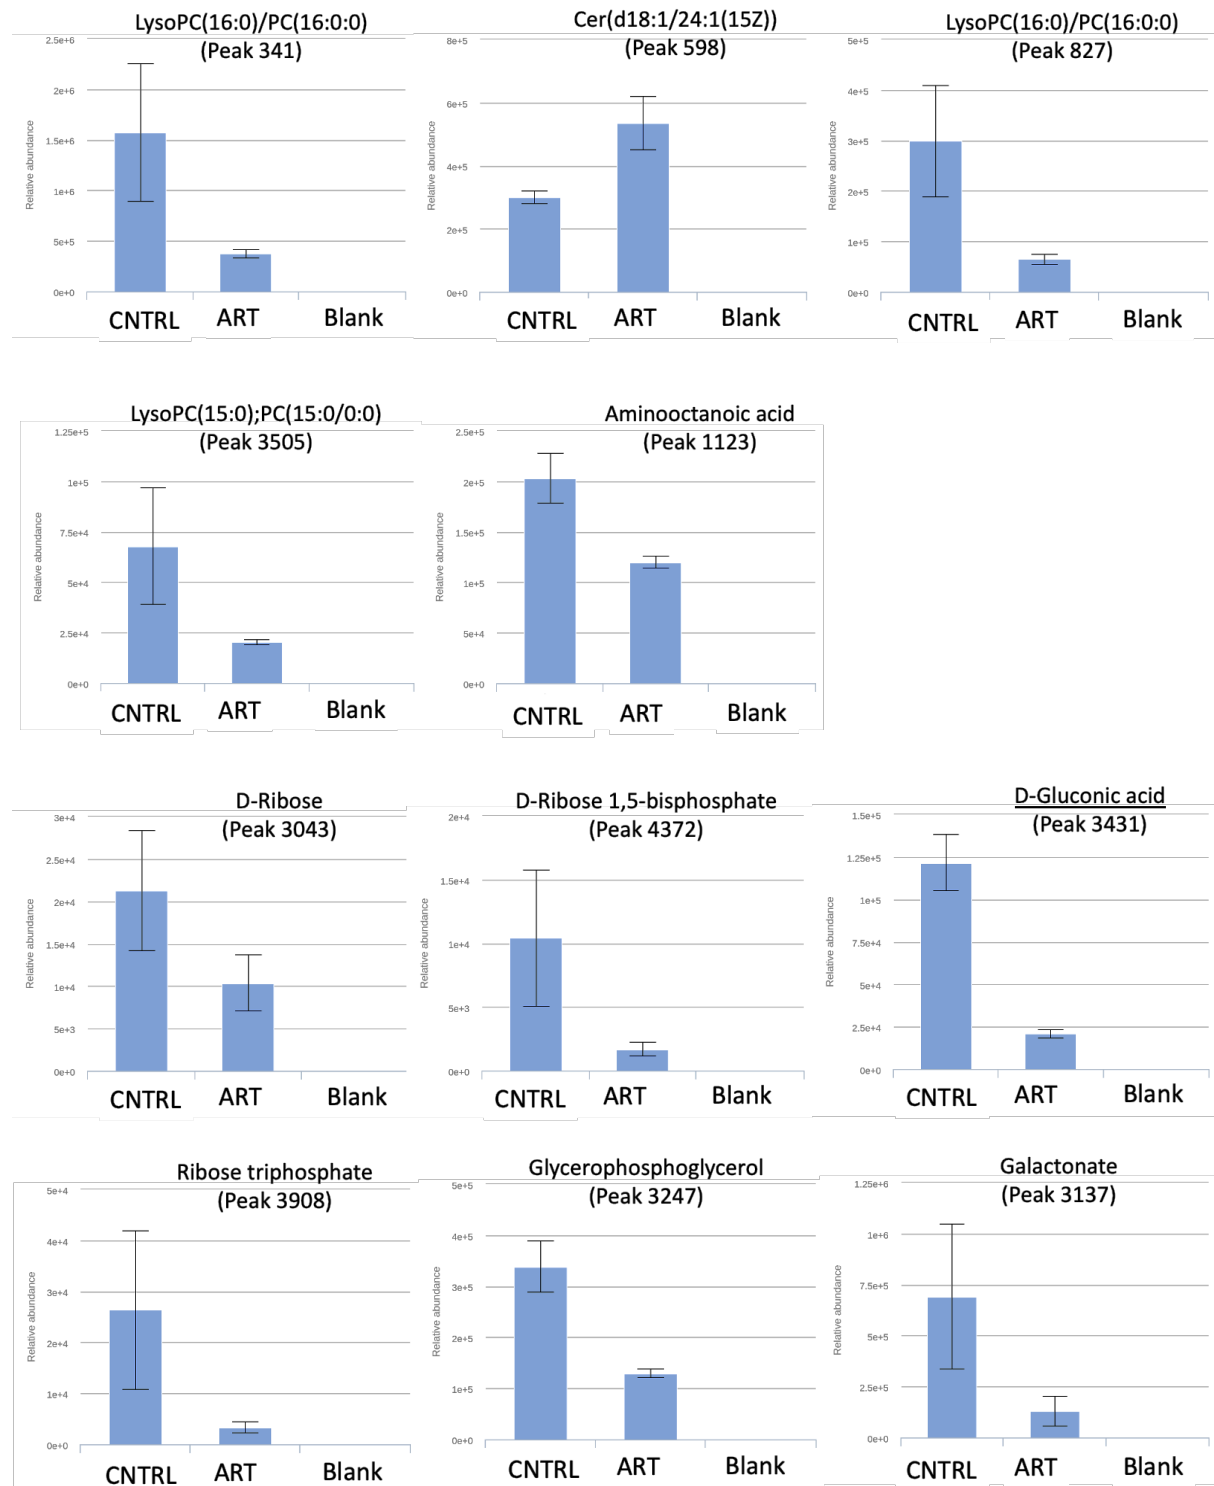 LysoPC(16:0)/PC(16:0:0)
(Peak 341)
2.5e+6
2e+6
1.5e+6
1e+6
5e+5
0e+0
Relative abundance
CNTRL ART Blank
Cer(d18:1/24:1(15Z))
(Peak 598)
8e+5
6e+5
4e+5
2e+5
0e+0
Relative abundance
CNTRL ART Blank
LysoPC(16:0)/PC(16:0:0)
(Peak 827)
5e+5
4e+5
3e+5
2e+5
1e+5
0e+0
Relative abundance
CNTRL ART Blank
LysoPC(15:0);PC(15:0/0:0)
(Peak 3505)
1.25e+5
1e+5
7.5e+4
5e+4
2.5e+4
0e+0
Relative abundance
CNTRL ART Blank
Aminooctanoic acid
(Peak 1123)
2.5e+5
2e+5
1.5e+5
1e+5
5e+4
0e+0
Relative abundance
CNTRL ART Blank
D-Ribose
(Peak 3043)
3e+4
2.5e+4
2e+4
1.5e+4
1e+4
5e+3
0e+0
Relative abundance
CNTRL ART Blank
D-Ribose 1,5-bisphosphate
(Peak 4372)
2e+4
1.5e+4
1e+4
5e+3
0e+0
Relative abundance
CNTRL ART Blank
D-Gluconic acid
(Peak 3431)
1.5e+5
1.25e+5
1e+5
7.5e+4
5e+4
2.5e+4
0e+0
Relative abundance
CNTRL ART Blank
Ribose triphosphate
(Peak 3908)
5e+4
4e+4
3e+4
2e+4
1e+4
0e+0
Relative abundance
CNTRL ART Blank
Glycerophosphoglycerol
(Peak 3247)
5e+5
4e+5
3e+5
2e+5
1e+5
0e+0
Relative abundance
CNTRL ART Blank
Galactonate
(Peak 3137)
1.25e+6
1e+6
7.5e+5
5e+5
2.5e+5
0e+0
Relative abundance
CNTRL ART Blank